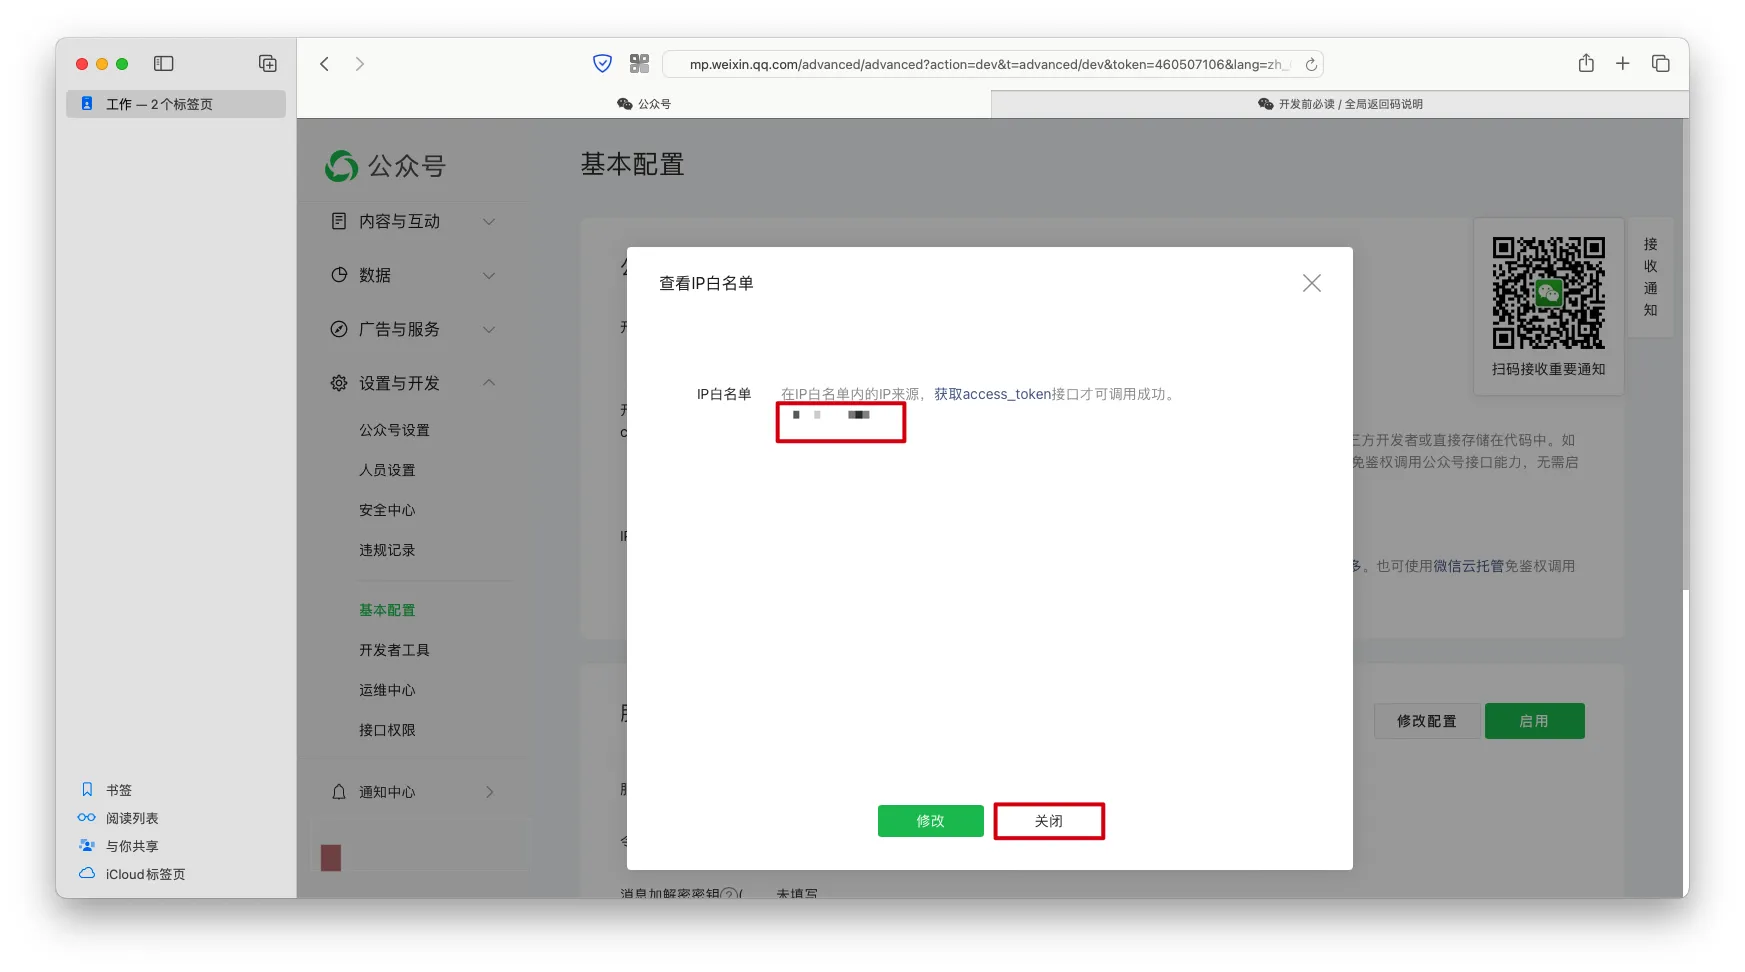 mp.weixin.qq.com/advanced/advanced?action=dev&t=advanced/dev&token=460507106&lang=zh_
工作 — 2个标签页
公众号
开发前必读 / 全局返回码说明
公众号
基本配置
内容与互动
数据
广告与服务
设置与开发
公众号设置
人员设置
安全中心
违规记录
基本配置
开发者工具
运维中心
接口权限
通知中心
书签
阅读列表
与你共享
iCloud标签页
查看IP白名单
IP白名单
在IP白名单内的IP来源，获取access_token接口才可调用成功。
修改
关闭
扫码接收重要通知
接收通知
三方开发者或直接存储在代码中。如
免鉴权调用公众号接口能力，无需启
多。也可使用微信云托管免鉴权调用
修改配置
启用
消息加解密密钥
未填写